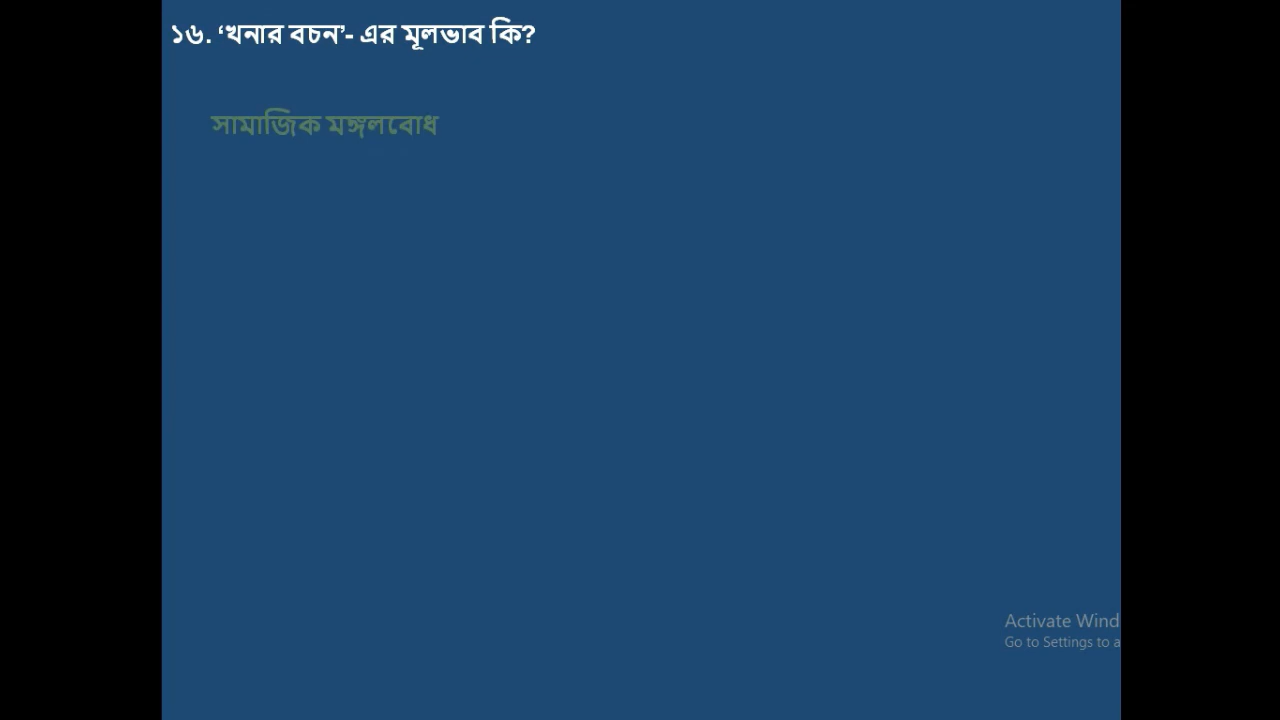 ১৬. ‘খনার বচন’- এর মূলভাব কি?
সামাজিক মঙ্গলবোধ
Activate Wind
Go to Settings to a